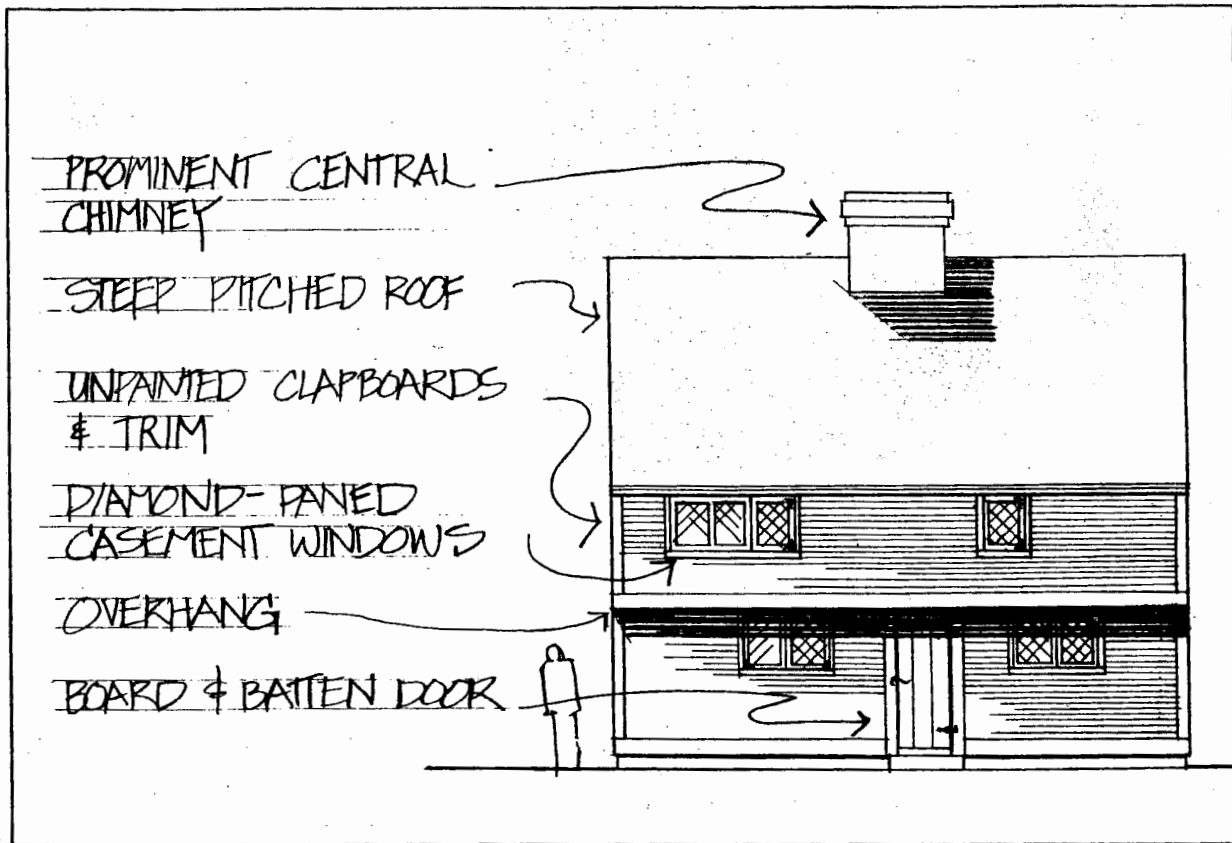 PROMINENT CENTRAL
CHIMNEY
STEEP PITCHED ROOF
UNPAINTED CLAPBOARDS
& TRIM
DIAMOND-PANED
CASEMENT WINDOWS
OVERHANG
BOARD & BATTEN DOOR